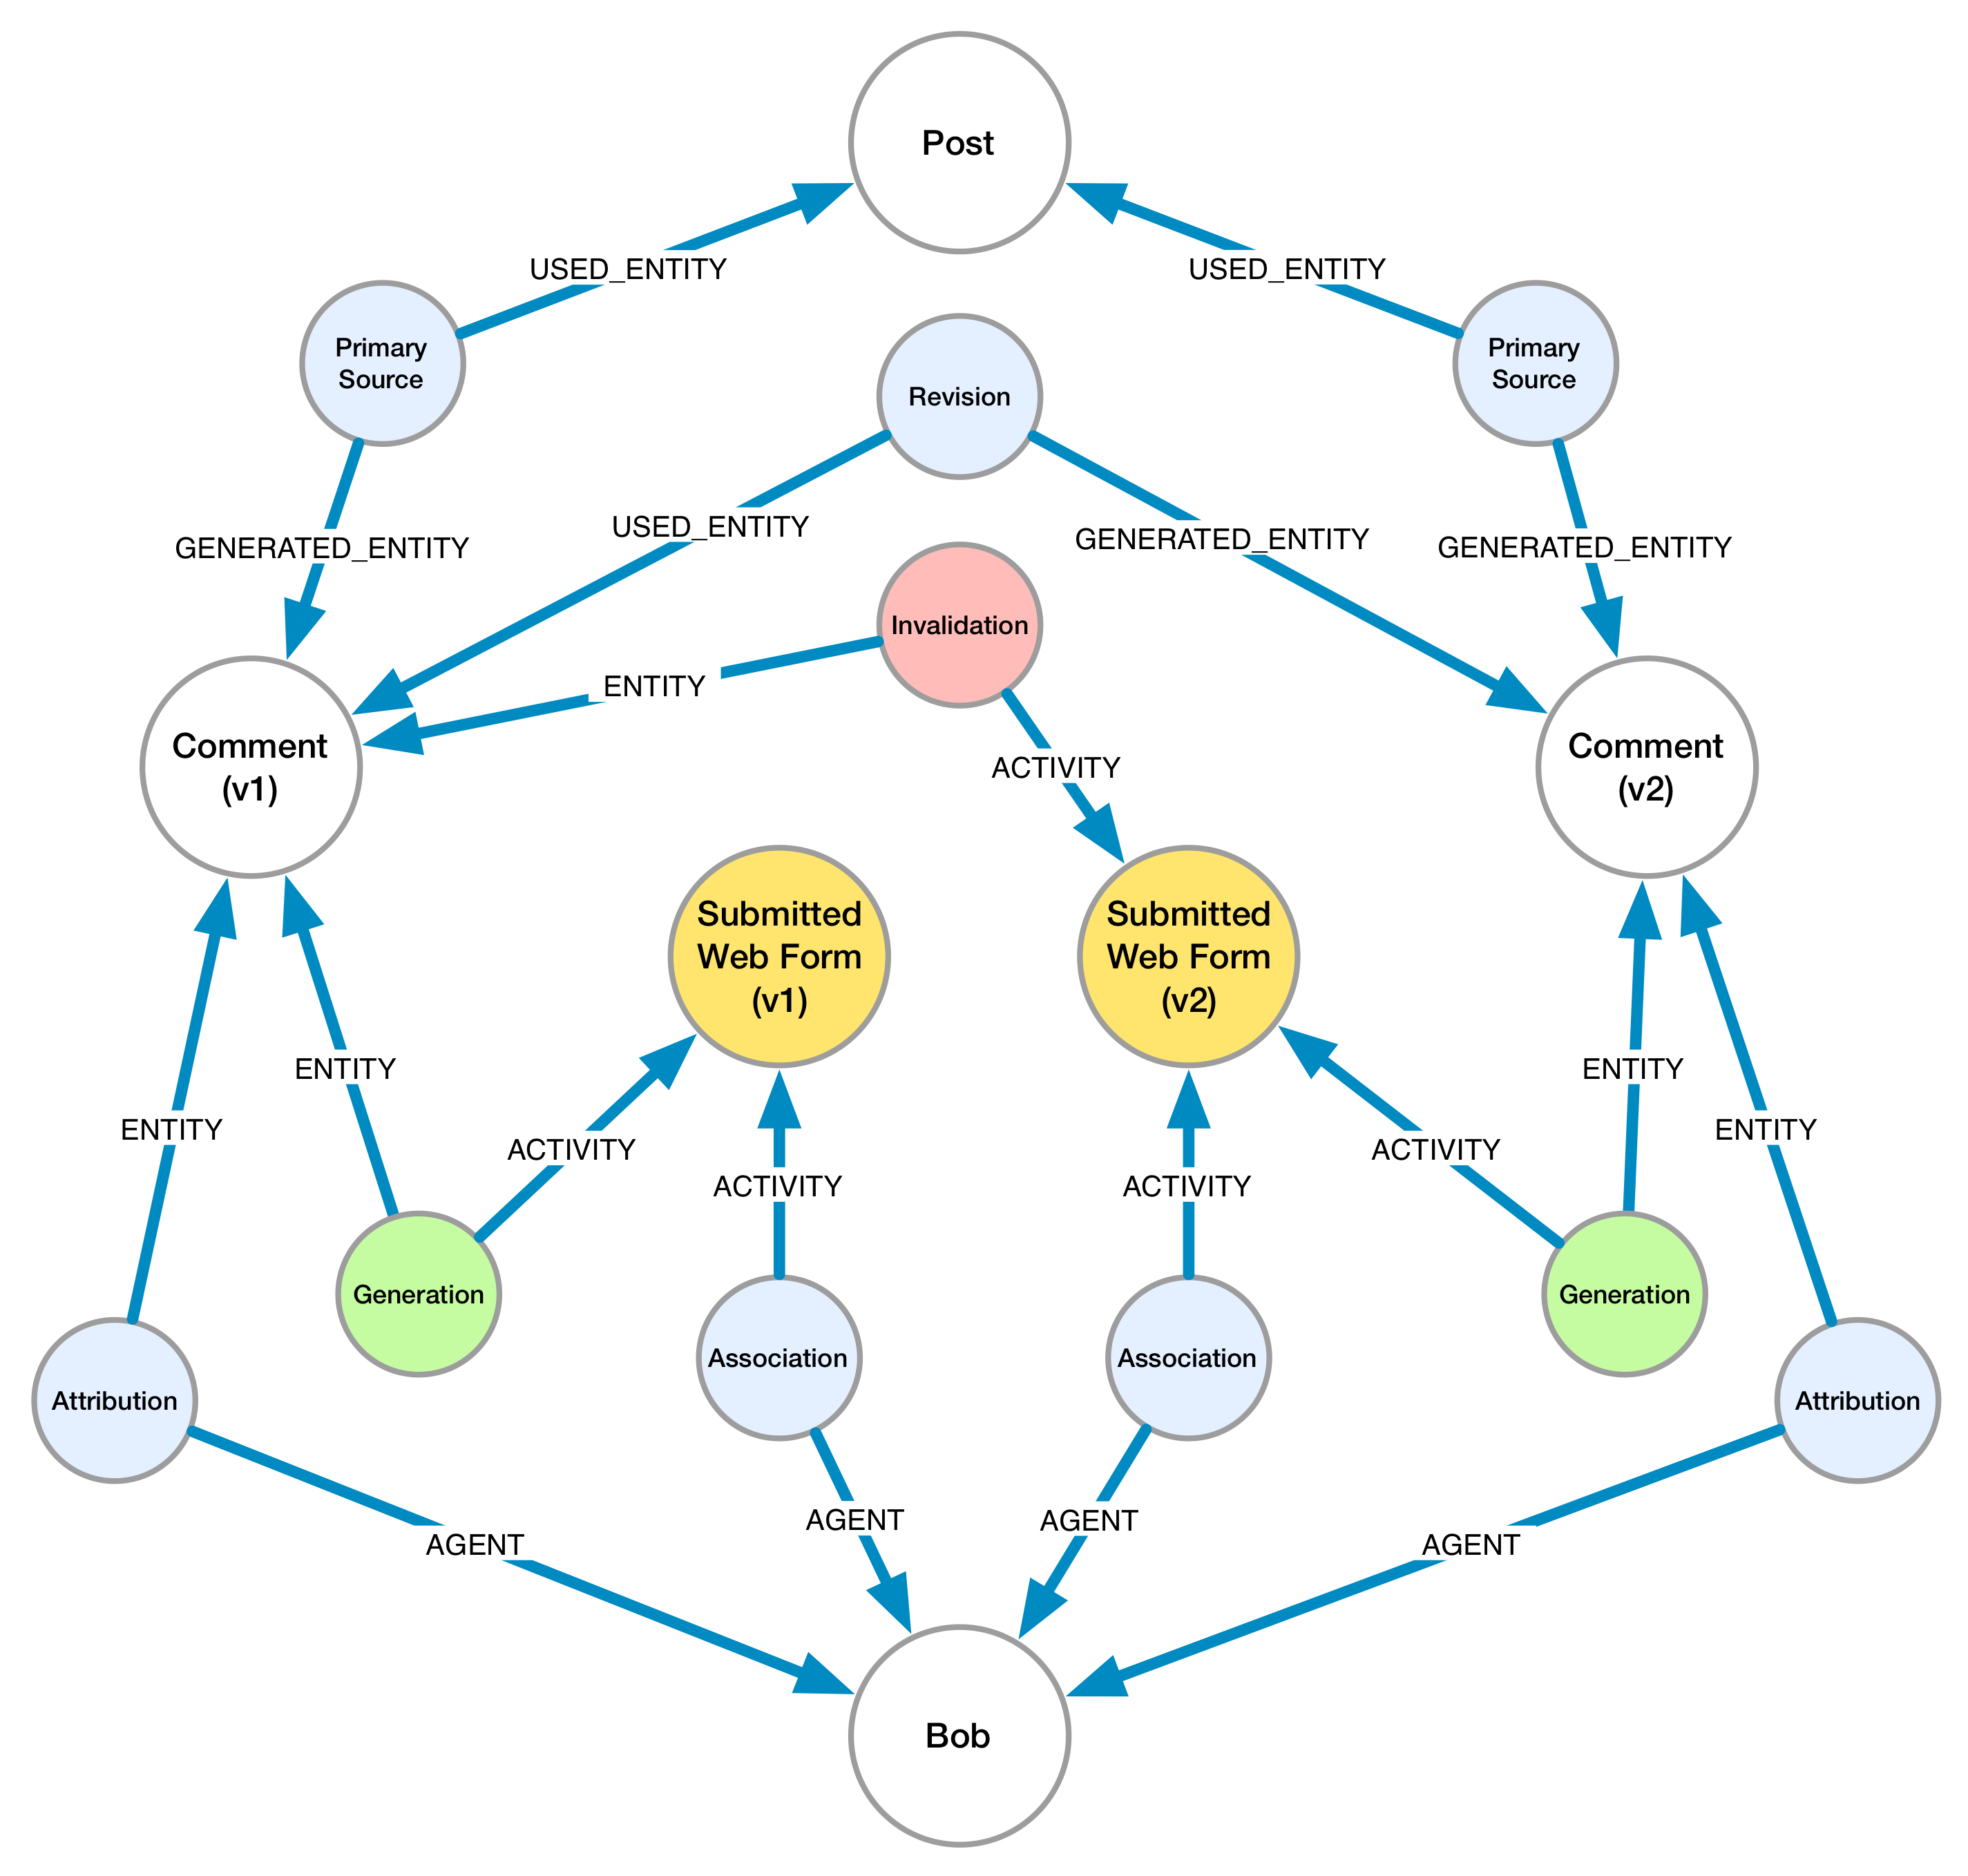 Post
USED_ENTITY
USED_ENTITY
Primary
Source
Revision
Primary
Source
USED_ENTITY
GENERATED_ENTITY
GENERATED_ENTITY
GENERATED_ENTITY
Invalidation
ENTITY
Comment
(v1)
ACTIVITY
Comment
(v2)
Submitted
Web Form
(v1)
Submitted
Web Form
(v2)
ENTITY
ENTITY
ENTITY
ENTITY
ACTIVITY
ACTIVITY
ACTIVITY
ACTIVITY
Generation
Generation
Association
Association
Attribution
Attribution
AGENT
AGENT
AGENT
AGENT
Bob